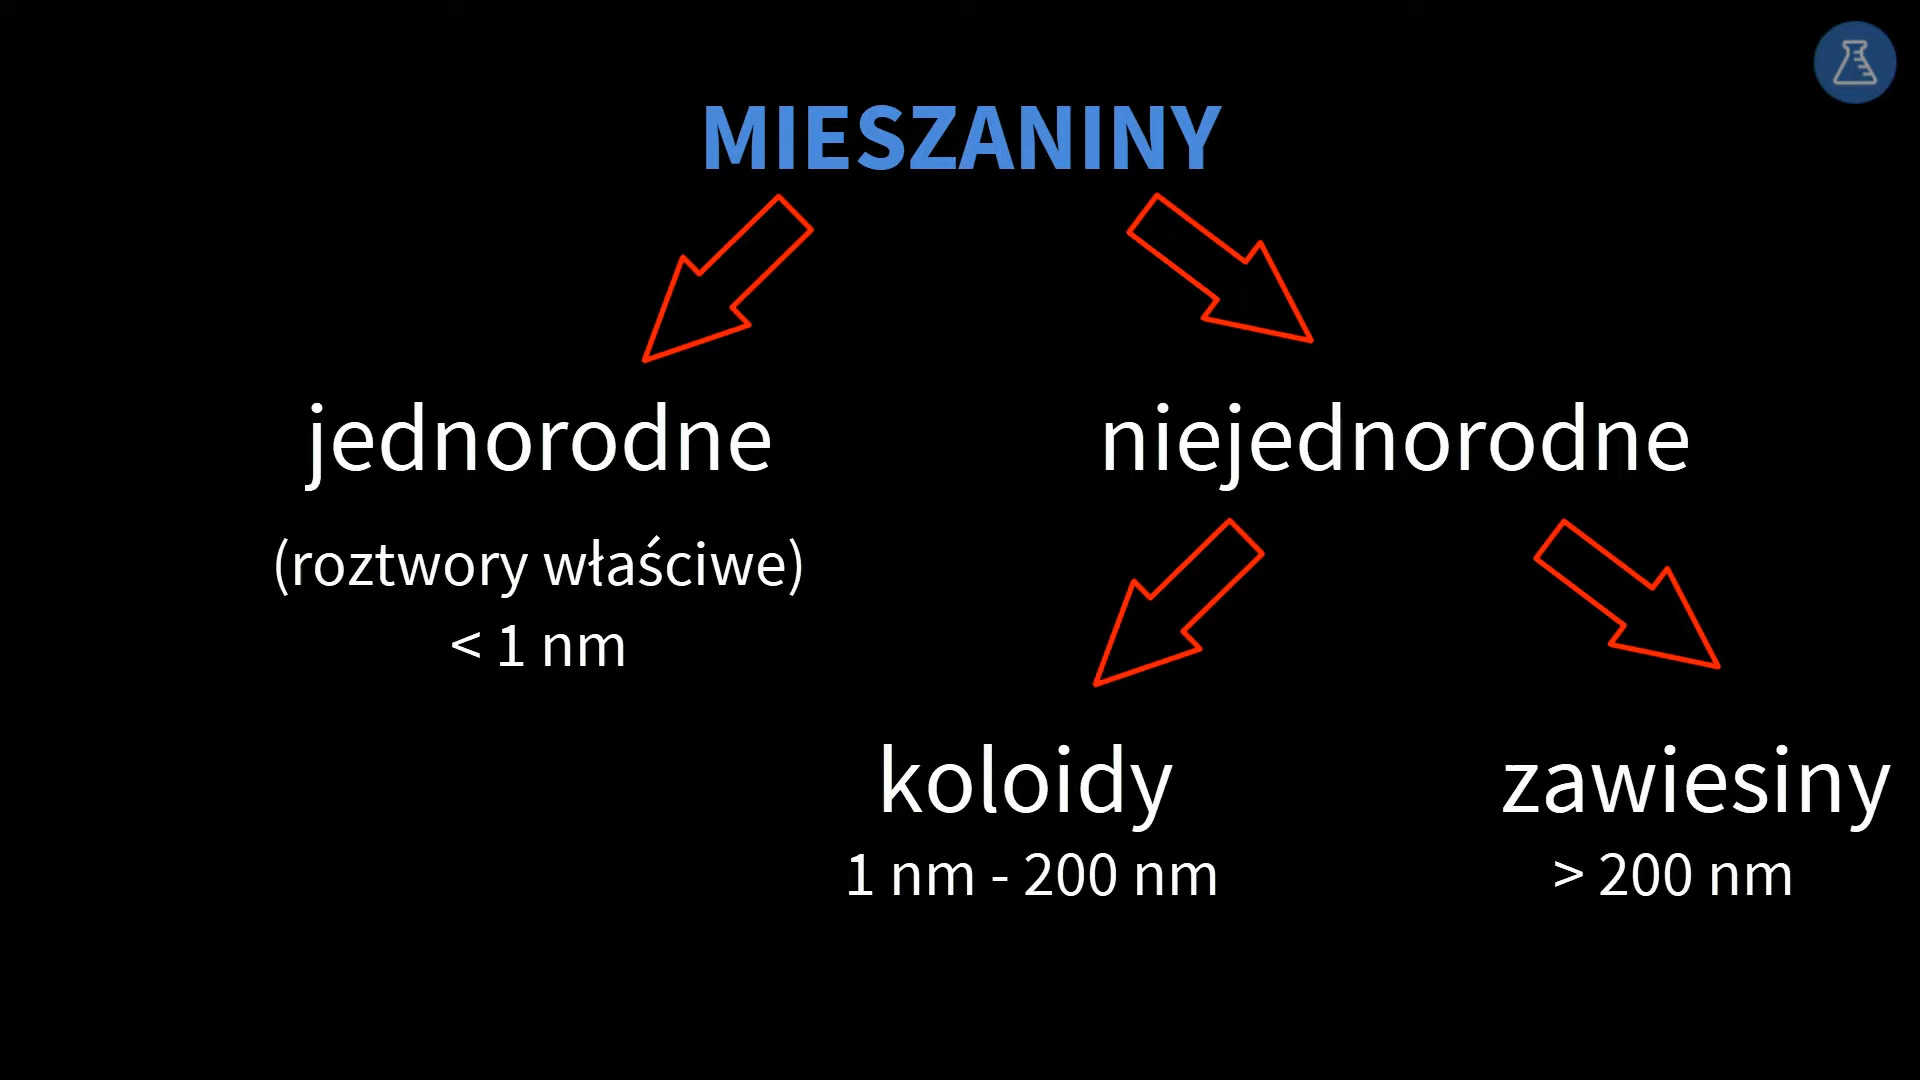 MIESZANINY
jednorodne
niejednorodne
(roztwory właściwe)
< 1 nm
koloidy
zawiesiny
1 nm - 200 nm
> 200 nm